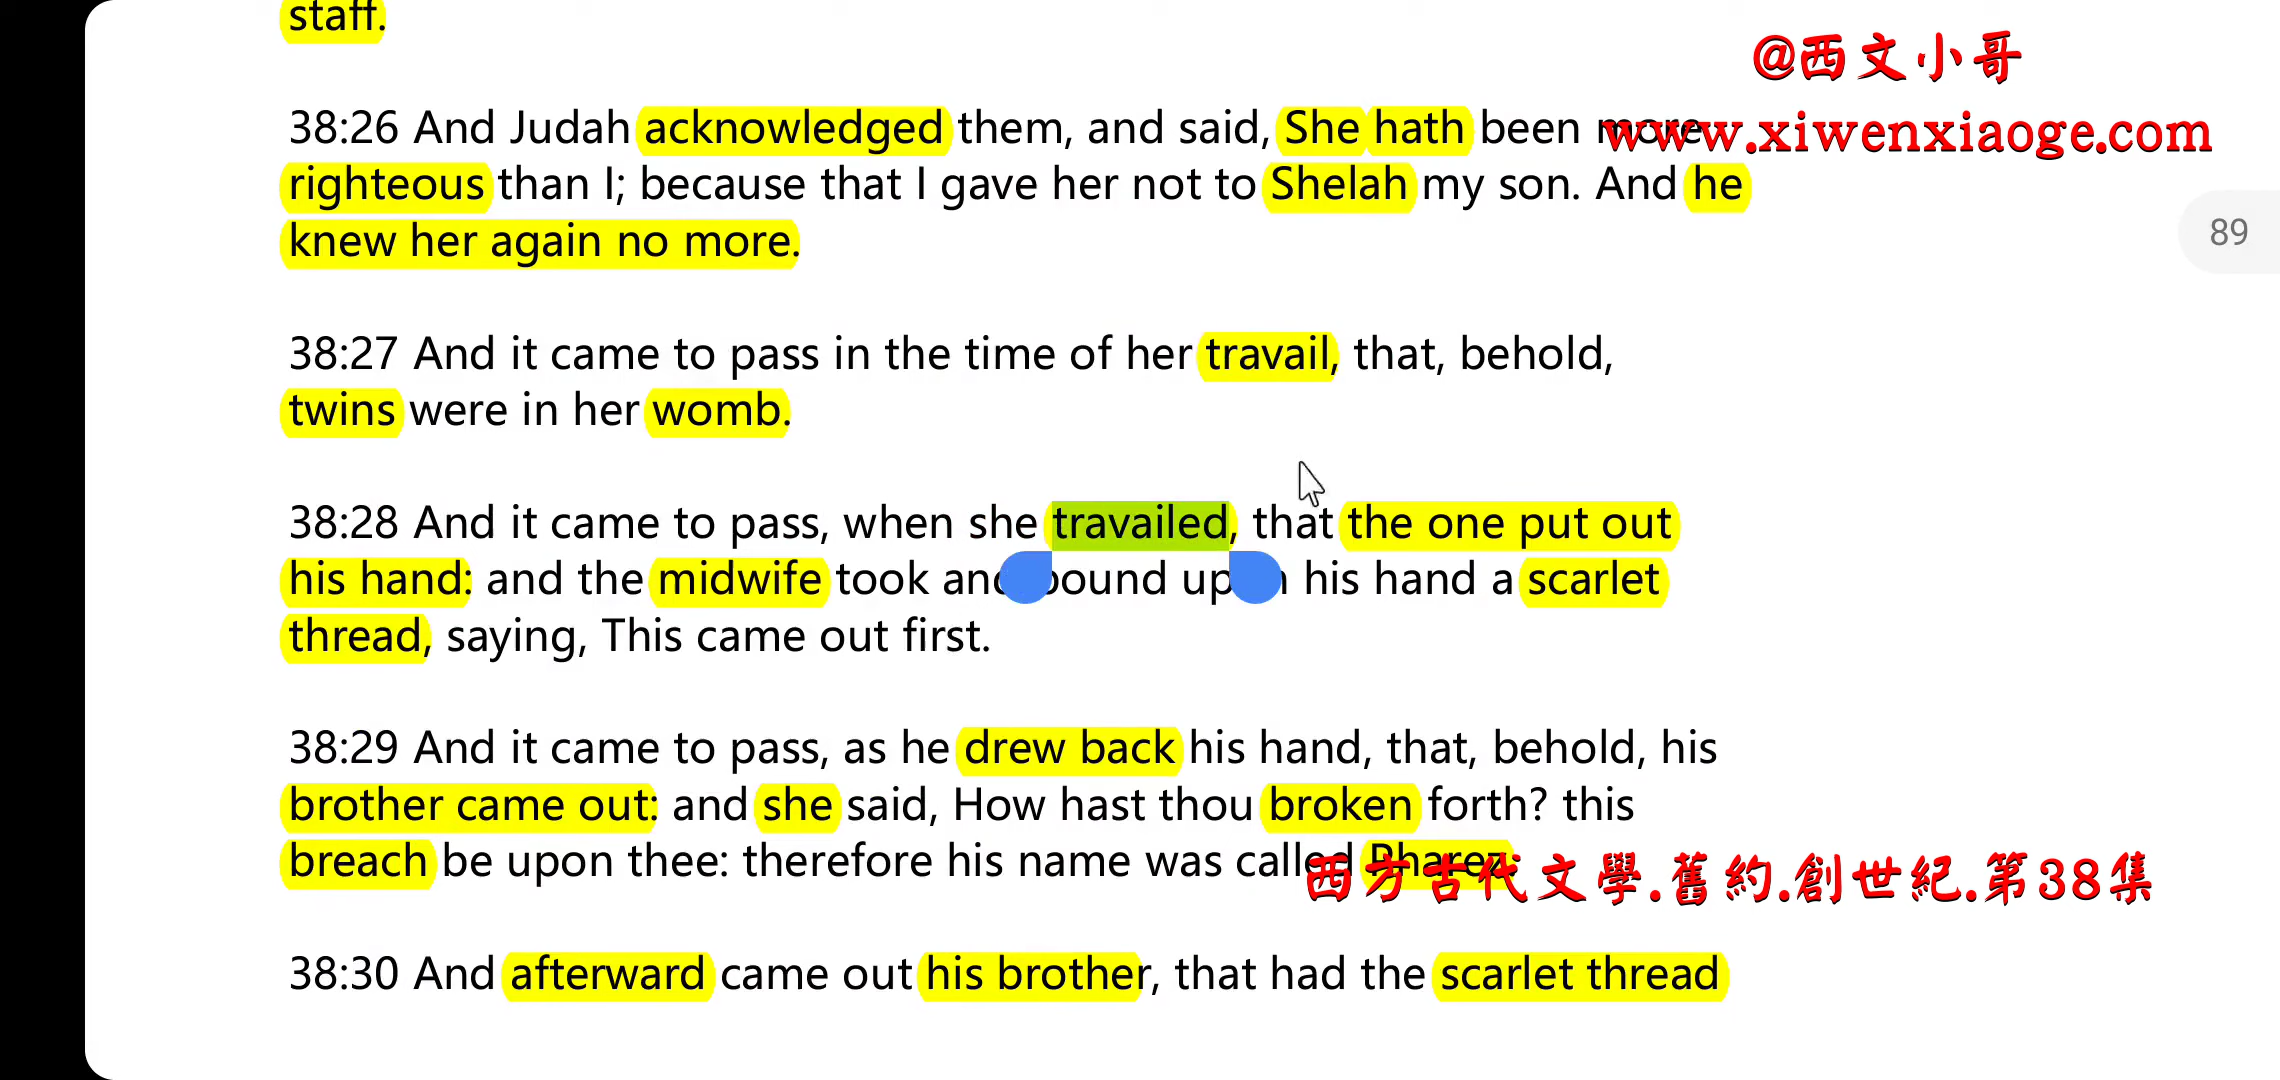 staff.
@西文小哥
38:26 And Judah acknowledged them, and said, She hath been more
www.xiwenxiaoge.com
righteous than I; because that I gave her not to Shelah my son. And he
89
knew her again no more.
38:27 And it came to pass in the time of her travail, that, behold,
twins were in her womb.
38:28 And it came to pass, when she travailed, that the one put out
his hand: and the midwife took and bound upon his hand a scarlet
thread, saying, This came out first.
38:29 And it came to pass, as he drew back his hand, that, behold, his
brother came out: and she said, How hast thou broken forth? this
breach be upon thee: therefore his name was called Pharez.
西方古代文學.舊約.創世紀.第38集
38:30 And afterward came out his brother, that had the scarlet thread